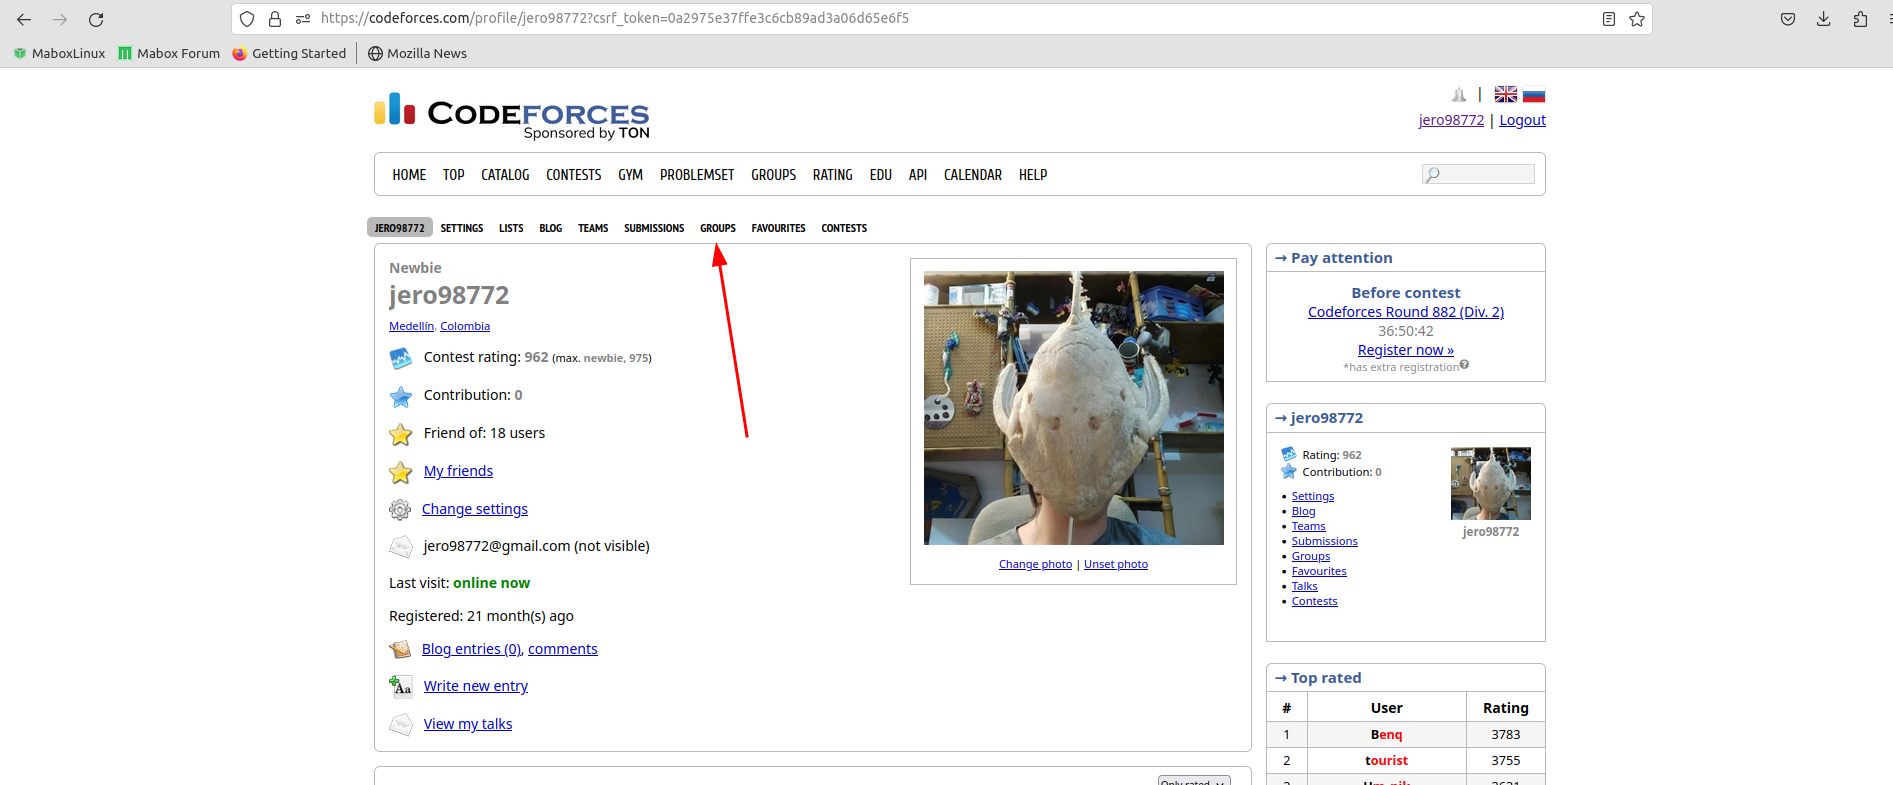 https://codeforces.com/profile/jero98772?csrf_token=0a2975e37ffe3c6cb89ad3a06d65e6f5
MaboxLinux Mabox Forum Getting Started Mozilla News
CODEFORCES
Sponsored by TON
|
jero98772 | Logout
HOME TOP CATALOG CONTESTS GYM PROBLEMSET GROUPS RATING EDU API CALENDAR HELP
JERO98772 SETTINGS LISTS BLOG TEAMS SUBMISSIONS GROUPS FAVOURITES CONTESTS
Newbie
jero98772
Medellín, Colombia
Contest rating: 962 (max. newbie, 975)
Contribution: 0
Friend of: 18 users
My friends
Change settings
jero98772@gmail.com (not visible)
Last visit: online now
Registered: 21 month(s) ago
Blog entries (0), comments
Aa Write new entry
View my talks
Change photo | Unset photo
→ Pay attention
Before contest
Codeforces Round 882 (Div. 2)
36:50:42
Register now »
*has extra registration?
→ jero98772
Rating: 962
Contribution: 0
• Settings
• Blog
• Teams
• Submissions
• Groups
• Favourites
• Talks
• Contests
jero98772
→ Top rated
# User Rating
1 Benq 3783
2 tourist 3755